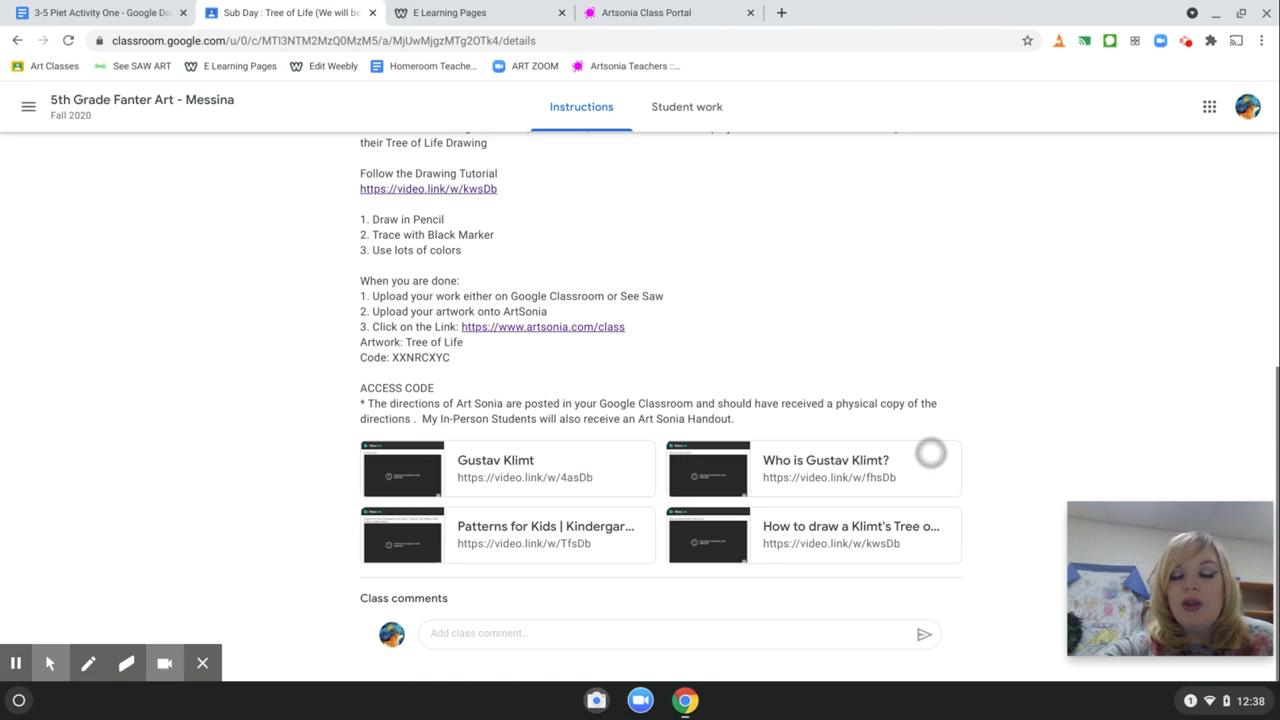 3-5 Piet Activity One - Google Do
Sub Day : Tree of Life (We will be
E Learning Pages
Artsonia Class Portal
classroom.google.com/u/0/c/MTI3NTM2MzQ0MzM5/a/MjUwMjgzMTg2OTk4/details
Art Classes
See SAW ART
E Learning Pages
Edit Weebly
Homeroom Teache...
ART ZOOM
Artsonia Teachers ::...
5th Grade Fanter Art - Messina
Fall 2020
Instructions
Student work
their Tree of Life Drawing
Follow the Drawing Tutorial
https://video.link/w/kwsDb
1. Draw in Pencil
2. Trace with Black Marker
3. Use lots of colors
When you are done:
1. Upload your work either on Google Classroom or See Saw
2. Upload your artwork onto ArtSonia
3. Click on the Link: https://www.artsonia.com/class
Artwork: Tree of Life
Code: XXNRCXYC
ACCESS CODE
* The directions of Art Sonia are posted in your Google Classroom and should have received a physical copy of the
directions . My In-Person Students will also receive an Art Sonia Handout.
Gustav Klimt
https://video.link/w/4asDb
Who is Gustav Klimt?
https://video.link/w/fhsDb
Patterns for Kids | Kindergar...
https://video.link/w/TfsDb
How to draw a Klimt's Tree o...
https://video.link/w/kwsDb
Class comments
Add class comment...
1
12:38